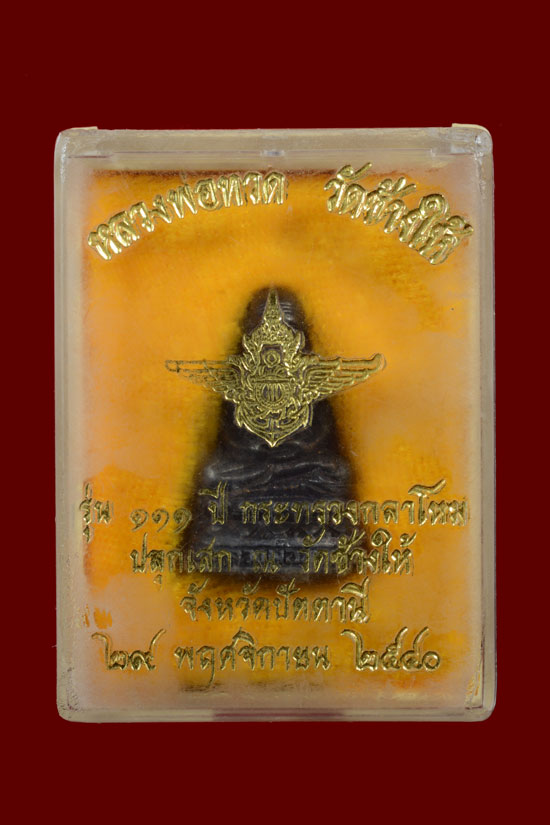 หลวงพ่อทวด วัดช้างให้
รุ่น ๑๑๑ ปี กระทรวงกลาโหม
ปลุกเสก ณ วัดช้างให้
จังหวัดปัตตานี
๒๙ พฤศจิกายน ๒๕๔๐